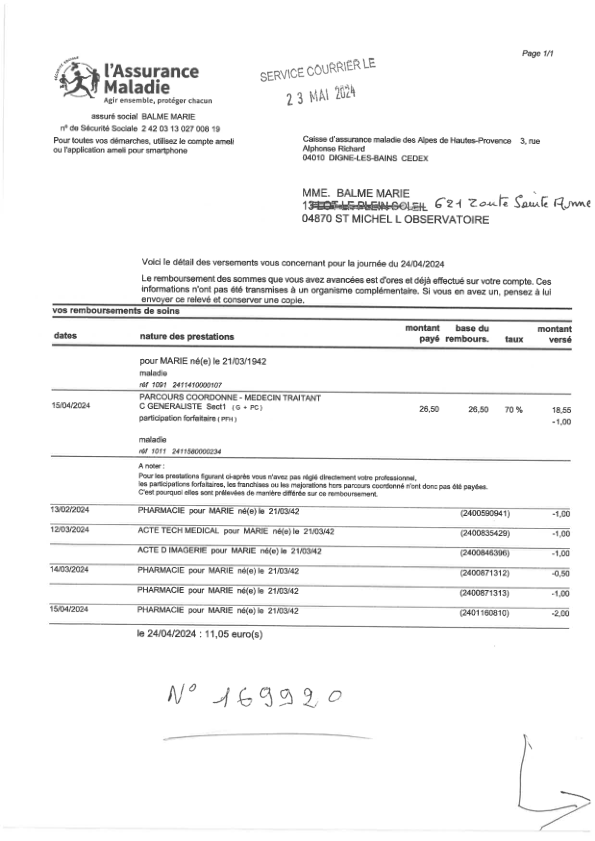 Page 1/1
SÉCURITÉ SOCIALE
l'Assurance
Maladie
Agir ensemble, protéger chacun
SERVICE COURRIER LE
23 MAI 2024
assuré social BALME MARIE
n° de Sécurité Sociale 2 42 03 13 027 008 19
Pour toutes vos démarches, utilisez le compte ameli
ou l'application ameli pour smartphone
Caisse d'assurance maladie des Alpes de Hautes-Provence 3, rue
Alphonse Richard
04010 DIGNE-LES-BAINS CEDEX
MME. BALME MARIE
13 LOT LE PLEIN SOLEIL 621 Route Sainte Anne
04870 ST MICHEL L OBSERVATOIRE
Voici le détail des versements vous concernant pour la journée du 24/04/2024
Le remboursement des sommes que vous avez avancées est d'ores et déjà effectué sur votre compte. Ces
informations n'ont pas été transmises à un organisme complémentaire. Si vous en avez un, pensez à lui
envoyer ce relevé et conserver une copie.
vos remboursements de soins
dates nature des prestations montant payé base du rembours. taux montant versé
pour MARIE né(e) le 21/03/1942
maladie
réf 1091 2411410000107
PARCOURS COORDONNE - MEDECIN TRAITANT
15/04/2024 C GENERALISTE Sect1 ( G + PC ) 26,50 26,50 70 % 18,55
participation forfaitaire ( PFH ) -1,00
maladie
réf 1011 2411580000234
A noter :
Pour les prestations figurant ci-après vous n'avez pas réglé directement votre professionnel,
les participations forfaitaires, les franchises ou les majorations hors parcours coordonné n'ont donc pas été payées.
C'est pourquoi elles sont prélevées de manière différée sur ce remboursement.
13/02/2024 PHARMACIE pour MARIE né(e) le 21/03/42 (2400590941) -1,00
12/03/2024 ACTE TECH MEDICAL pour MARIE né(e) le 21/03/42 (2400835429) -1,00
ACTE D IMAGERIE pour MARIE né(e) le 21/03/42 (2400846396) -1,00
14/03/2024 PHARMACIE pour MARIE né(e) le 21/03/42 (2400871312) -0,50
PHARMACIE pour MARIE né(e) le 21/03/42 (2400871313) -1,00
15/04/2024 PHARMACIE pour MARIE né(e) le 21/03/42 (2401160810) -2,00
le 24/04/2024 : 11,05 euro(s)
N° 169920